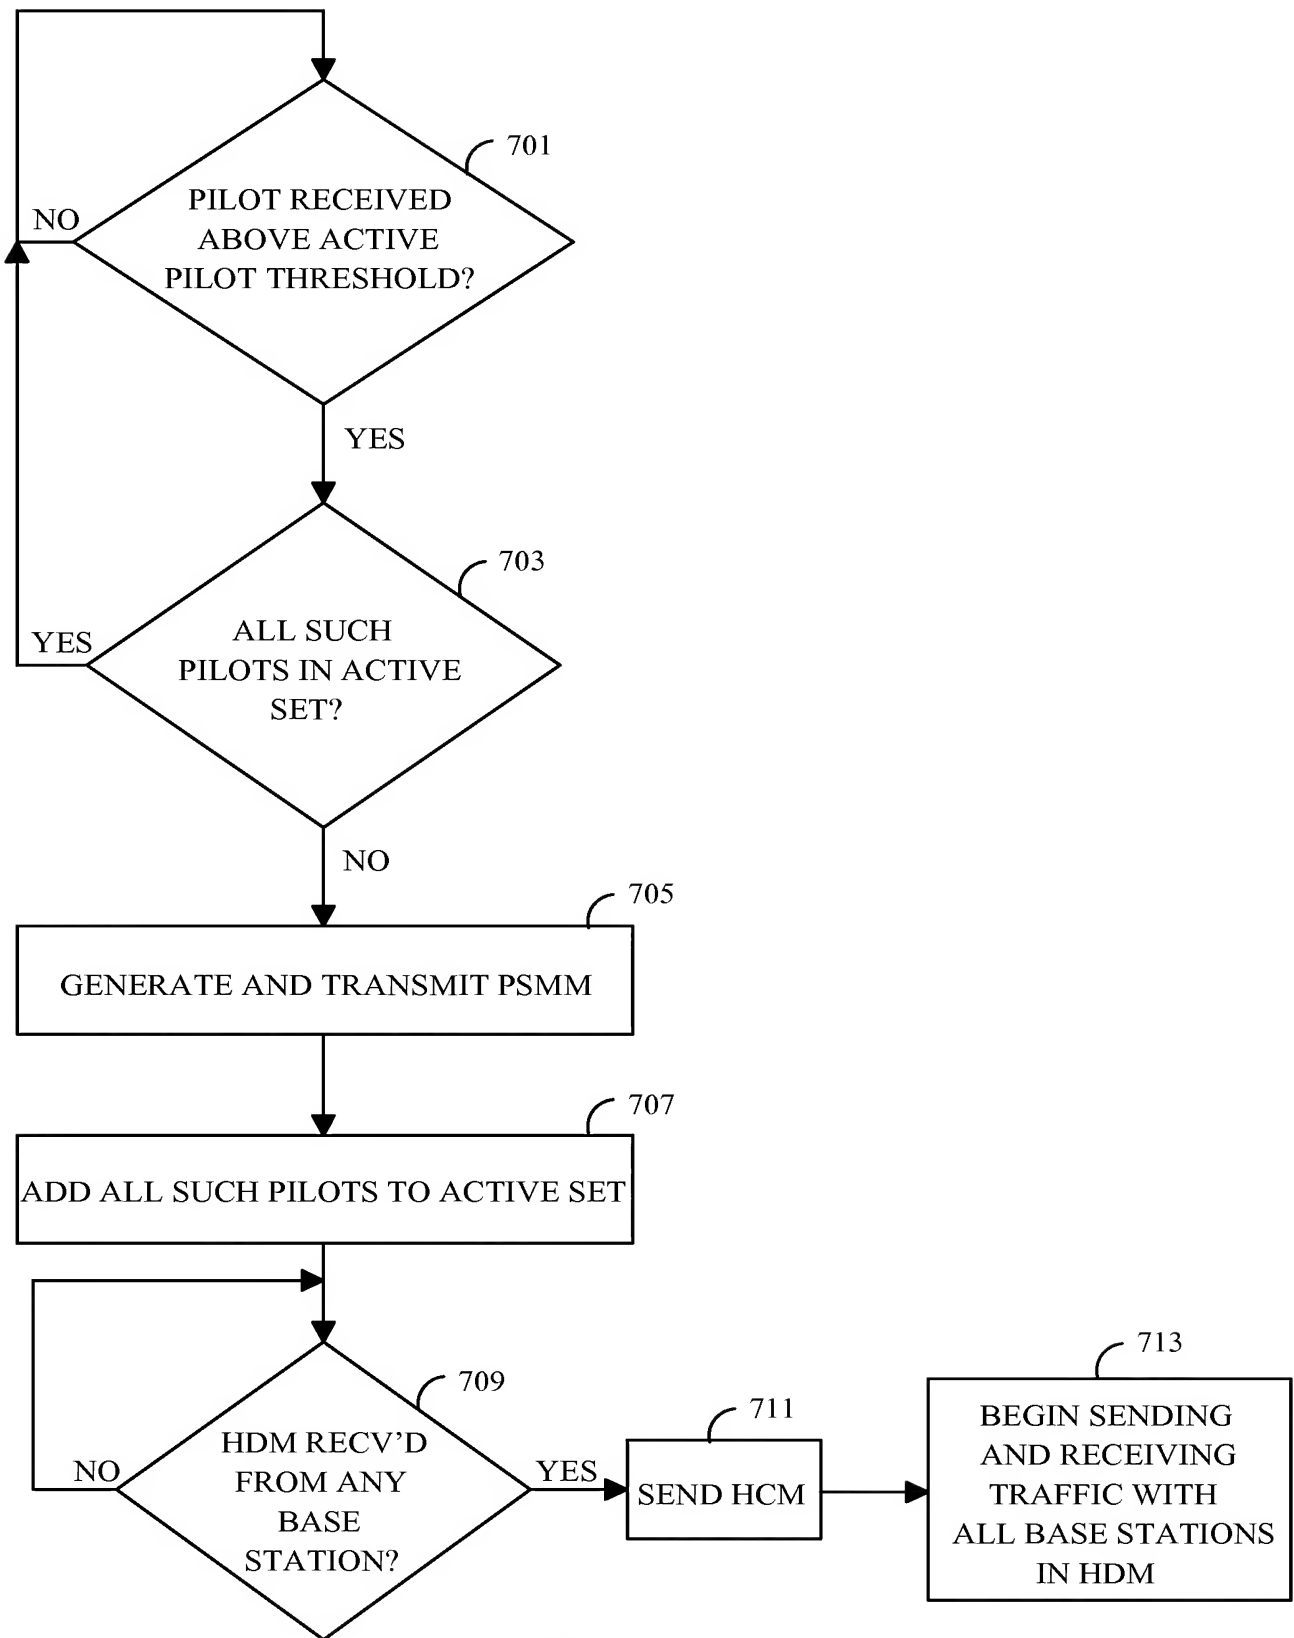 701
PILOT RECEIVED
ABOVE ACTIVE
PILOT THRESHOLD?
NO
YES
703
ALL SUCH
PILOTS IN ACTIVE
SET?
YES
NO
705
GENERATE AND TRANSMIT PSMM
707
ADD ALL SUCH PILOTS TO ACTIVE SET
709
HDM RECV'D
FROM ANY
BASE
STATION?
NO
YES
711
SEND HCM
713
BEGIN SENDING
AND RECEIVING
TRAFFIC WITH
ALL BASE STATIONS
IN HDM